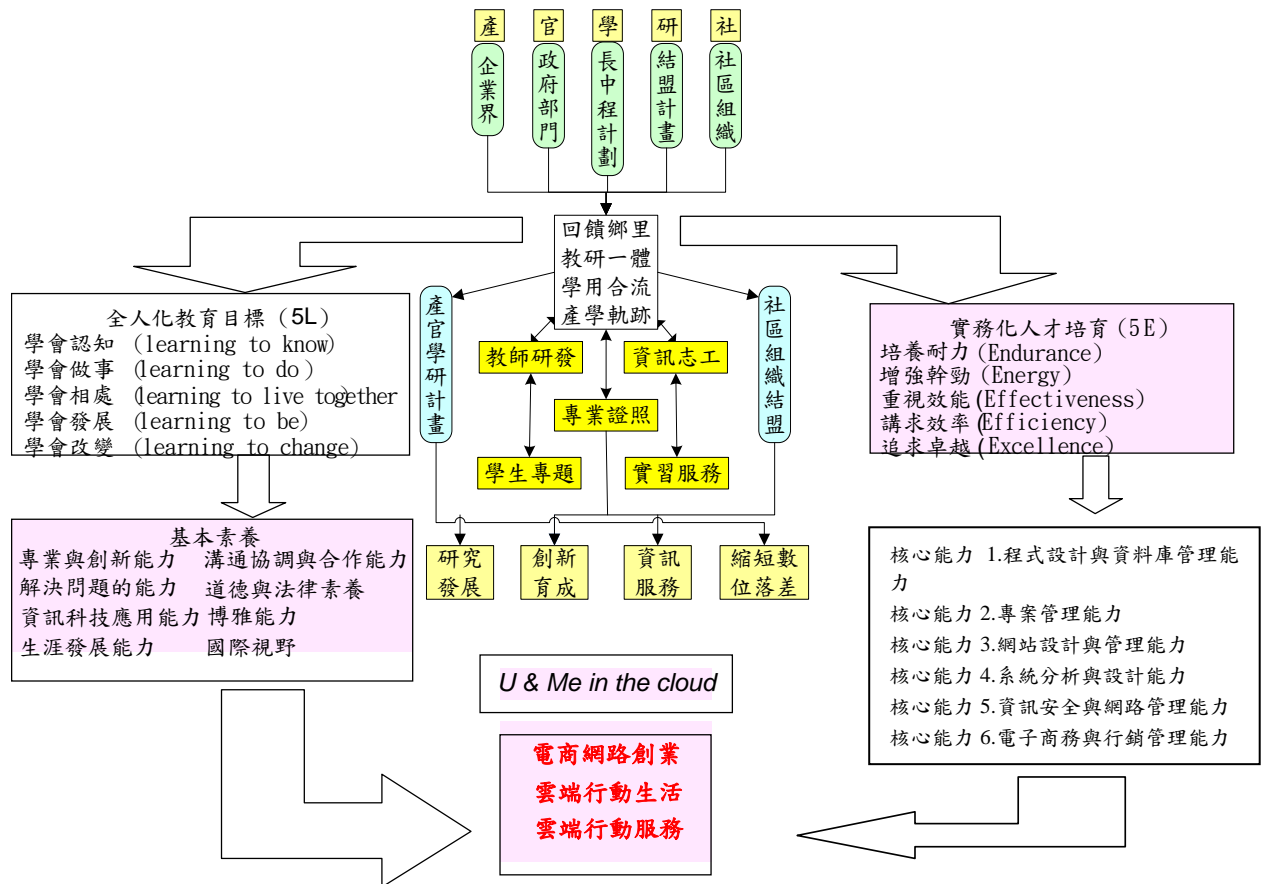 產
官
學
研
社
企業界
政府部門
長中程計劃
結盟計畫
社區組織
回饋鄉里
教研一體
學用合流
產學軌跡
全人化教育目標（5L）
學會認知 (learning to know)
學會做事 (learning to do )
學會相處 (learning to live together)
學會發展 (learning to be)
學會改變 (learning to change)
產官學研計畫
教師研發
資訊志工
專業證照
學生專題
實習服務
社區組織結盟
實務化人才培育（5E）
培養耐力 (Endurance)
增強幹勁 (Energy)
重視效能 (Effectiveness)
講求效率 (Efficiency)
追求卓越 (Excellence)
基本素養
專業與創新能力 溝通協調與合作能力
解決問題的能力 道德與法律素養
資訊科技應用能力 博雅能力
生涯發展能力 國際視野
研究
發展
創新
育成
資訊
服務
縮短數
位落差
核心能力 1.程式設計與資料庫管理能
力
核心能力 2.專案管理能力
核心能力 3.網站設計與管理能力
核心能力 4.系統分析與設計能力
核心能力 5.資訊安全與網路管理能力
核心能力 6.電子商務與行銷管理能力
U & Me in the cloud
電商網路創業
雲端行動生活
雲端行動服務